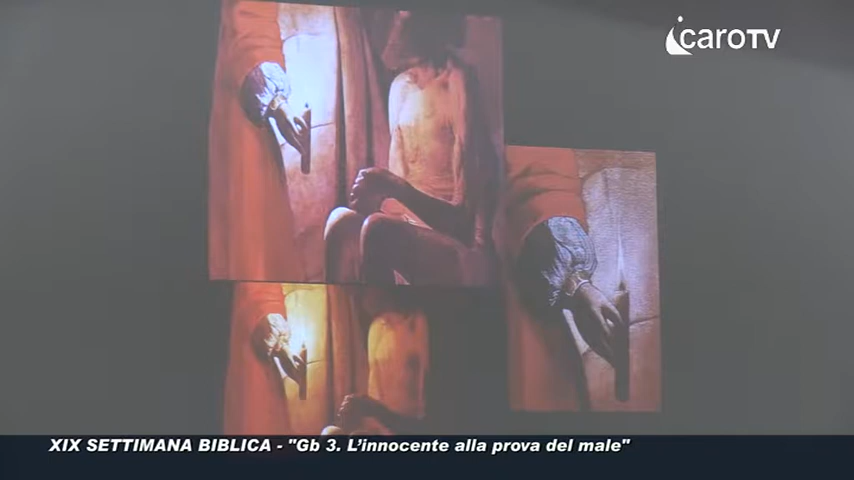 icaroTV
XIX SETTIMANA BIBLICA - "Gb 3. L'innocente alla prova del male"